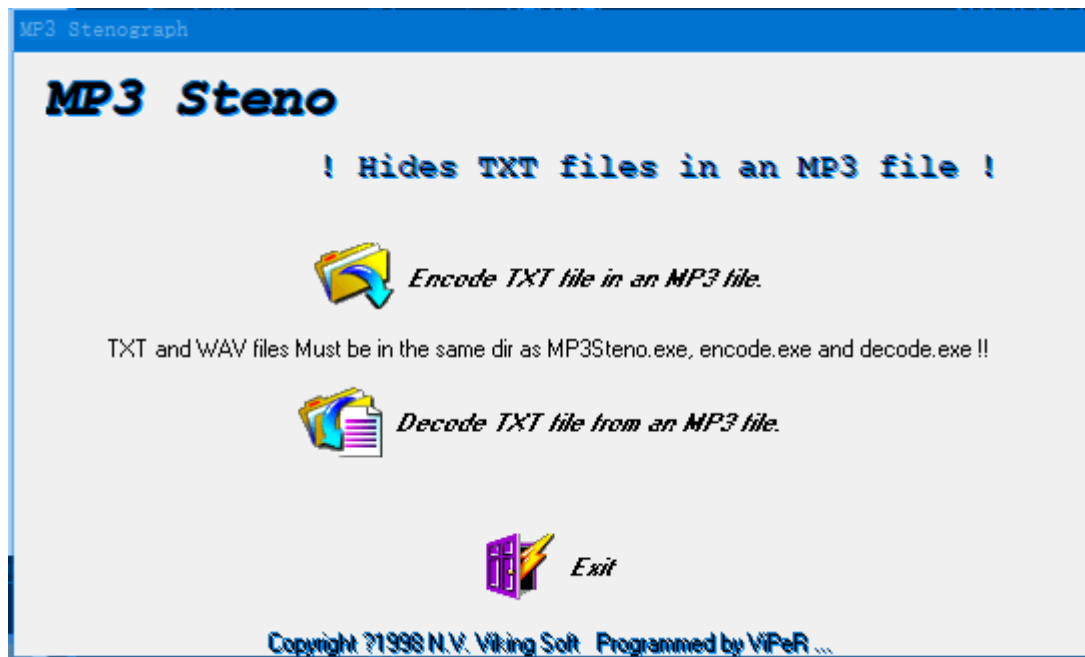 MP3 Stenograph
MP3 Steno
! Hides TXT files in an MP3 file !
Encode TXT file in an MP3 file.
TXT and WAV files Must be in the same dir as MP3Steno.exe, encode.exe and decode.exe !!
Decode TXT file from an MP3 file.
Exit
Copyright ?1998 N.V. Viking Soft Programmed by ViPeR ...